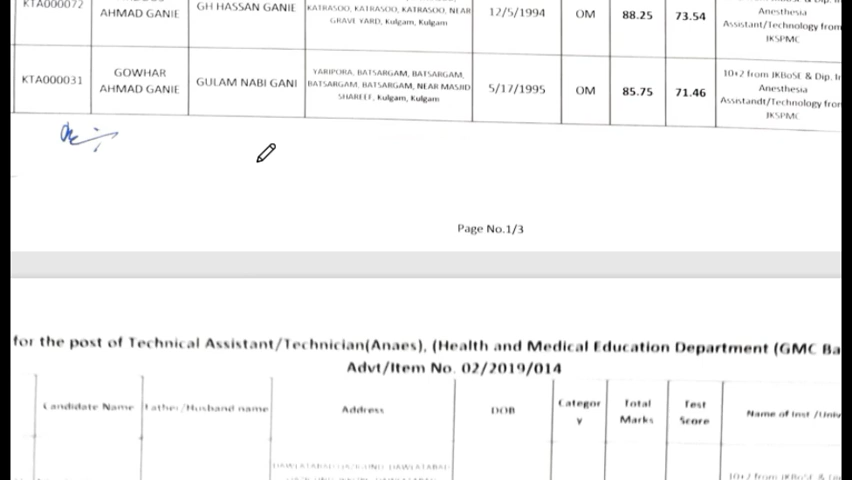 KTA000072
AHMAD GANIE
GH HASSAN GANIE
KATRASOO, KATRASOO, KATRASOO, NEAR
GRAVE YARD, Kulgam, Kulgam
12/5/1994
OM
88.25
73.54
Anesthesia
Assistant/Technology from
JKSPMC
KTA000031
GOWHAR
AHMAD GANIE
GULAM NABI GANI
YARIPORA, BATSARGAM, BATSARGAM,
BATSARGAM, BATSARGAM, NEAR MASJID
SHAREEF, Kulgam, Kulgam
5/17/1995
OM
85.75
71.46
10+2 from JKBoSE & Dip. In
Anesthesia
Assistandt/Technology from
JKSPMC
Page No.1/3
for the post of Technical Assistant/Technician(Anaes), (Health and Medical Education Department (GMC Ba
Advt/Item No. 02/2019/014
Candidate Name
Father/Husband name
Address
DOB
Categor
y
Total
Marks
Test
Score
Name of Inst /Univ
10+2 from JKBoSE & Di